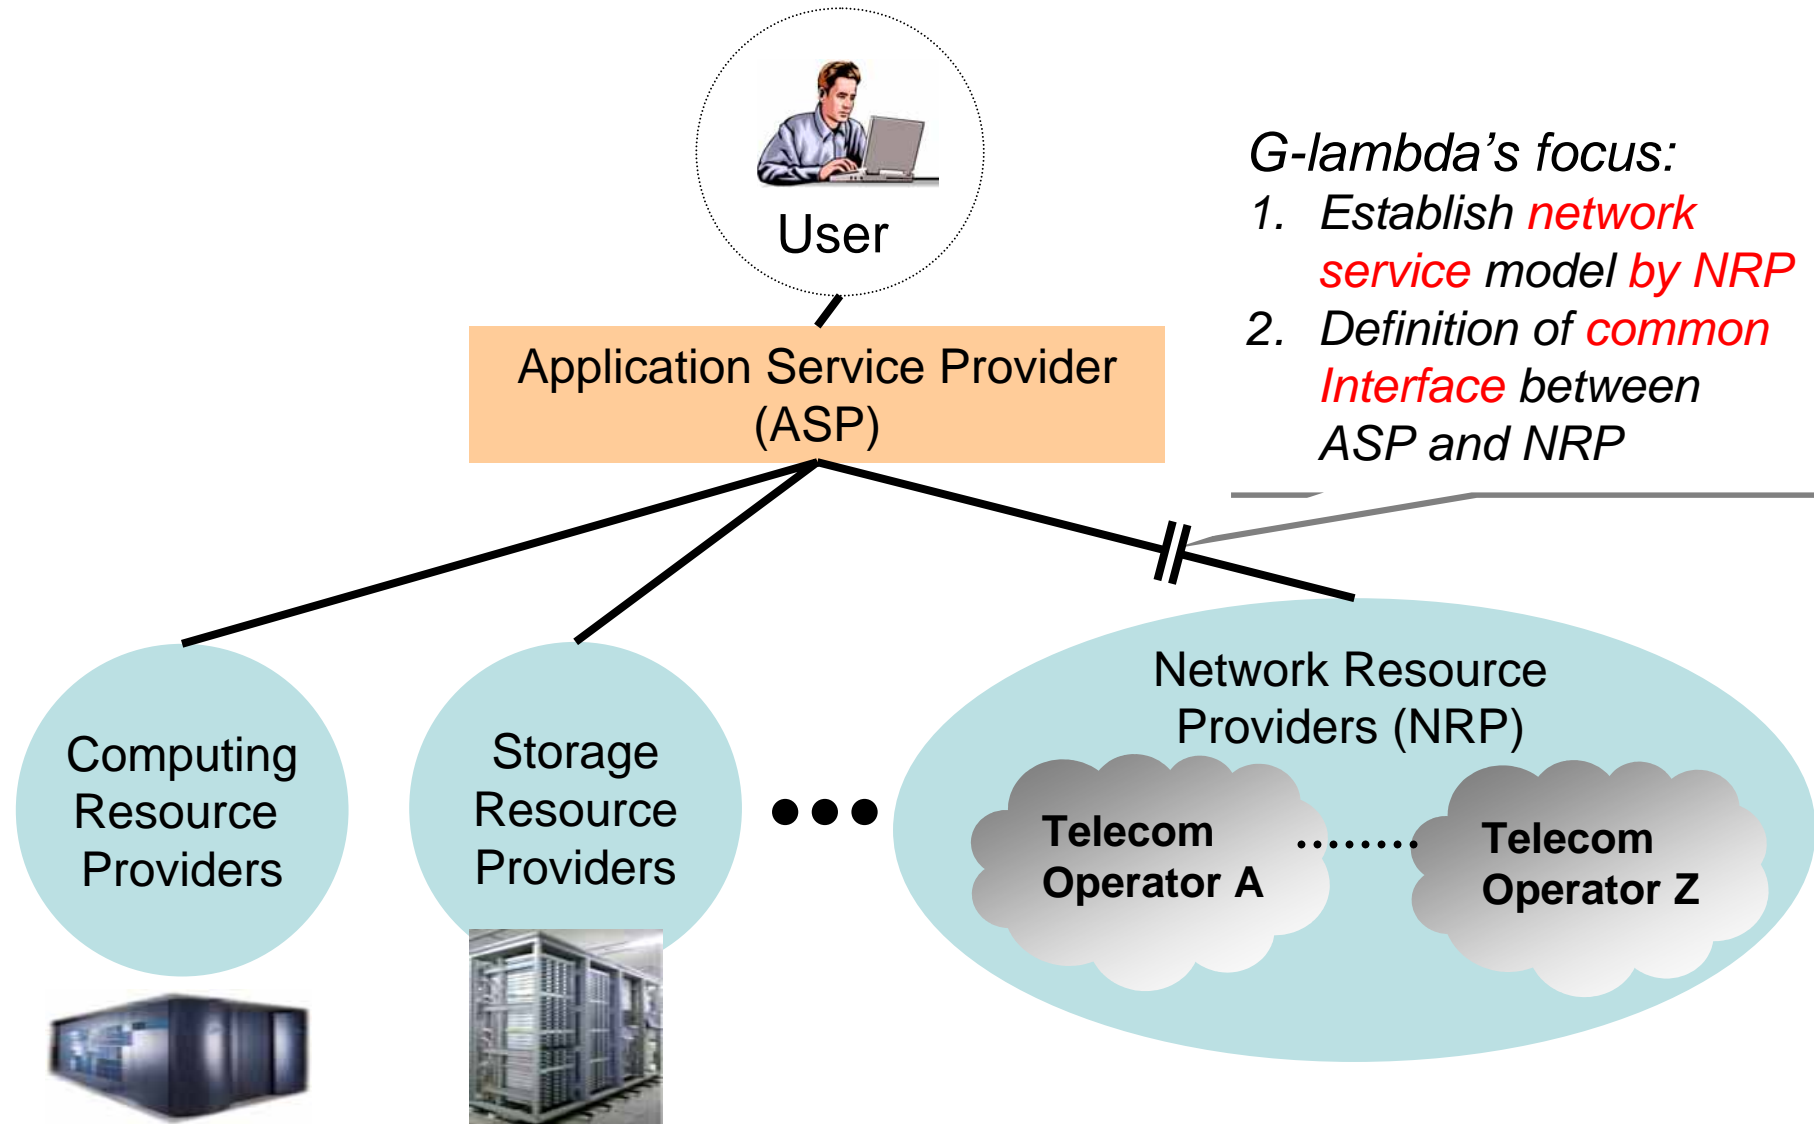 User
G-lambda’s focus:
1. Establish network
service model by NRP
2. Definition of common
Interface between
ASP and NRP
Application Service Provider
(ASP)
Computing
Resource
Providers
Storage
Resource
Providers
Network Resource
Providers (NRP)
Telecom
Operator A
Telecom
Operator Z